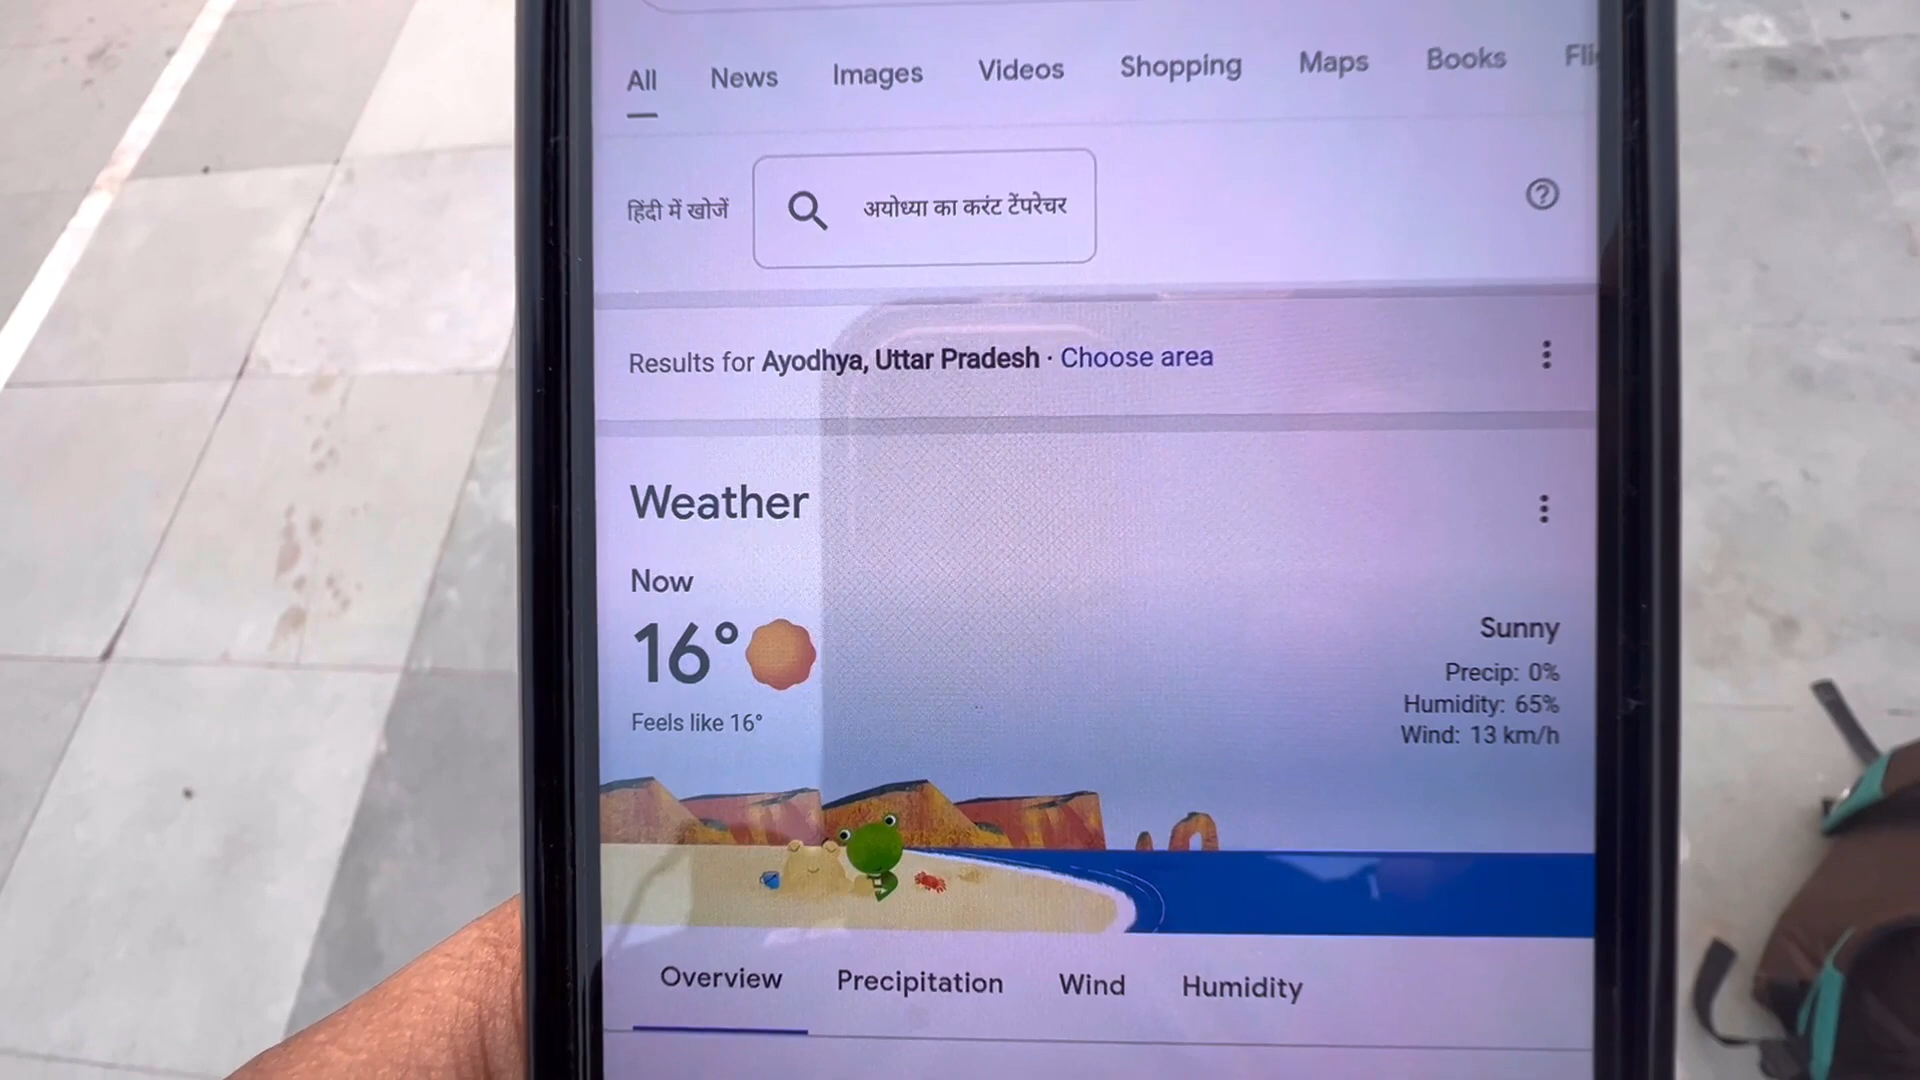 All News Images Videos Shopping Maps Books
हिंदी में खोजें अयोध्या का करंट टेंपरेचर
Results for Ayodhya, Uttar Pradesh · Choose area
Weather
Now
16°
Feels like 16°
Sunny
Precip: 0%
Humidity: 65%
Wind: 13 km/h
Overview Precipitation Wind Humidity